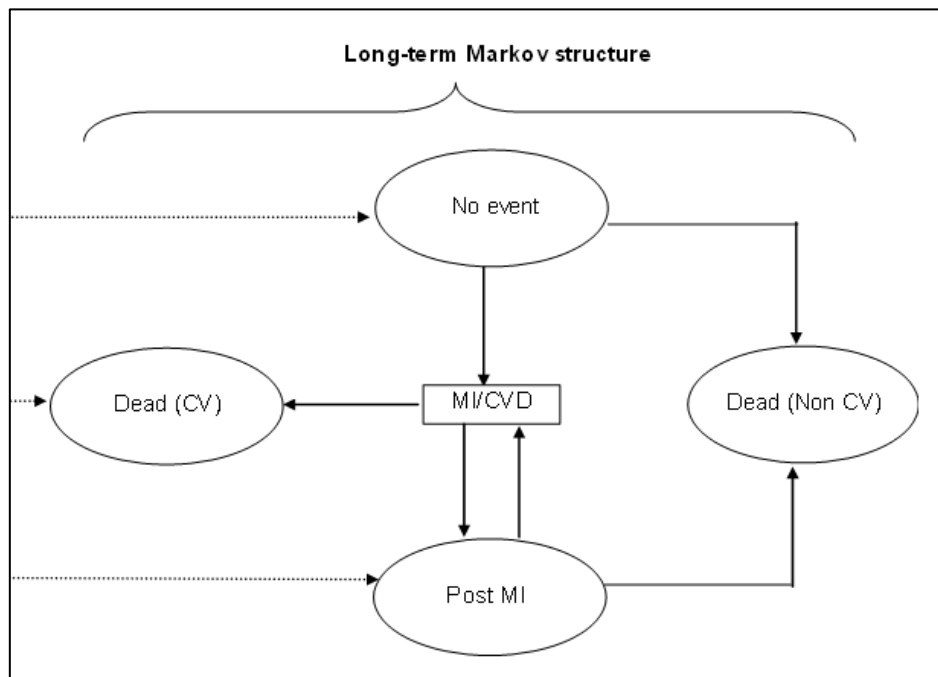 Long-term Markov structure
No event
Dead (CV)
MI/CVD
Dead (Non CV)
Post MI